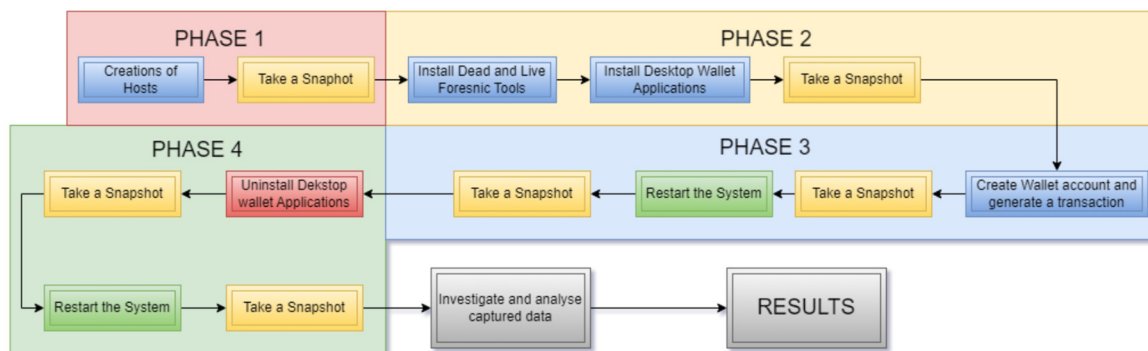 PHASE 1
Creations of
Hosts
Take a Snaphot
PHASE 2
Install Dead and Live
Foresnic Tools
Install Desktop Wallet
Applications
Take a Snapshot
PHASE 3
Create Wallet account and
generate a transaction
Take a Snapshot
Restart the System
Take a Snapshot
PHASE 4
Uninstall Dekstop
wallet Applications
Take a Snapshot
Restart the System
Take a Snapshot
Investigate and analyse
captured data
RESULTS